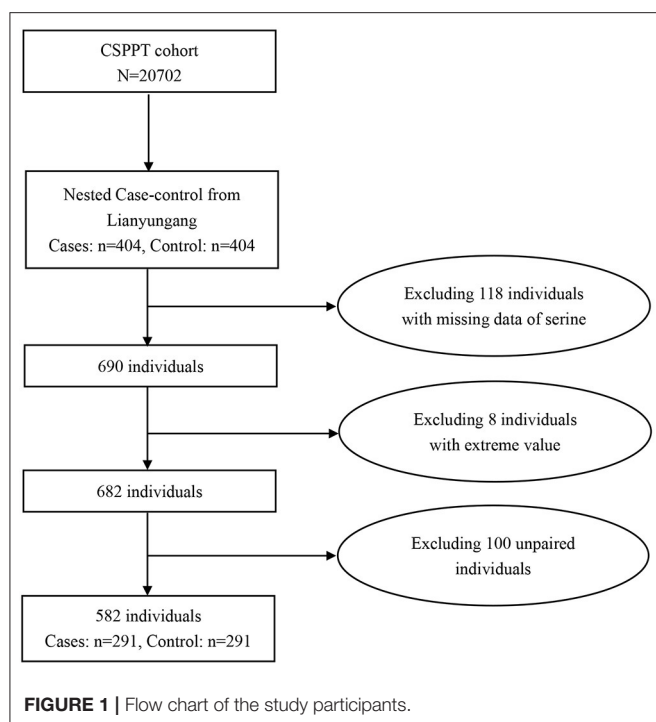 CSPPT cohort
N=20702
Nested Case-control from
Lianyungang
Cases: n=404, Control: n=404
Excluding 118 individuals
with missing data of serine
690 individuals
Excluding 8 individuals
with extreme value
682 individuals
Excluding 100 unpaired
individuals
582 individuals
Cases: n=291, Control: n=291
FIGURE 1 | Flow chart of the study participants.